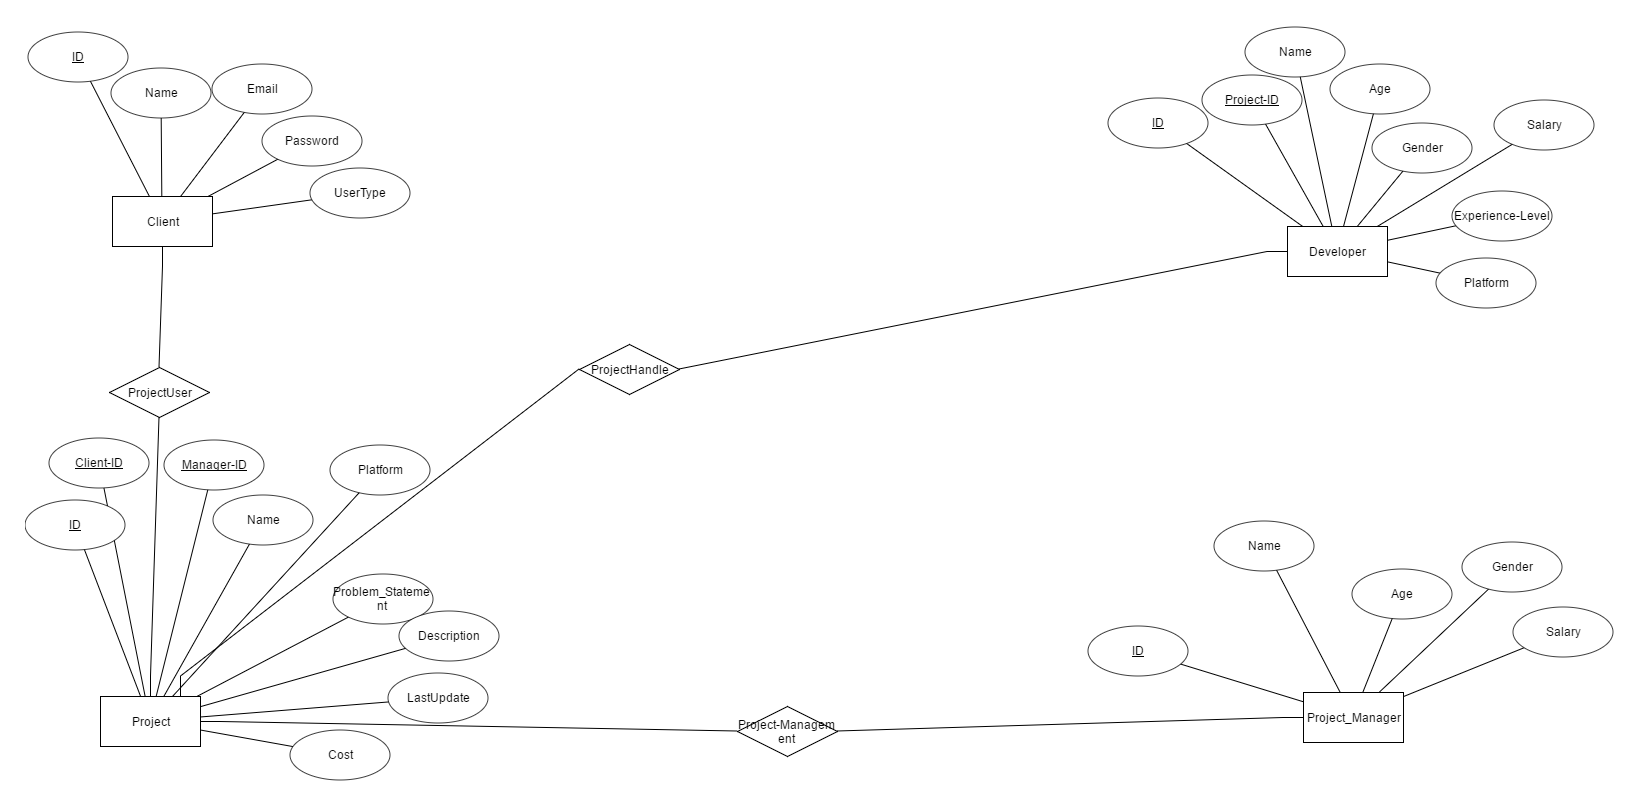 ID
Name
Email
Password
UserType
Client
Name
Project-ID
Age
ID
Gender
Salary
Experience-Level
Developer
Platform
ProjectHandle
ProjectUser
Client-ID
Manager-ID
Platform
ID
Name
Problem_Stateme
nt
Description
LastUpdate
Project
Cost
Project-Managem
ent
Name
Age
Gender
ID
Salary
Project_Manager